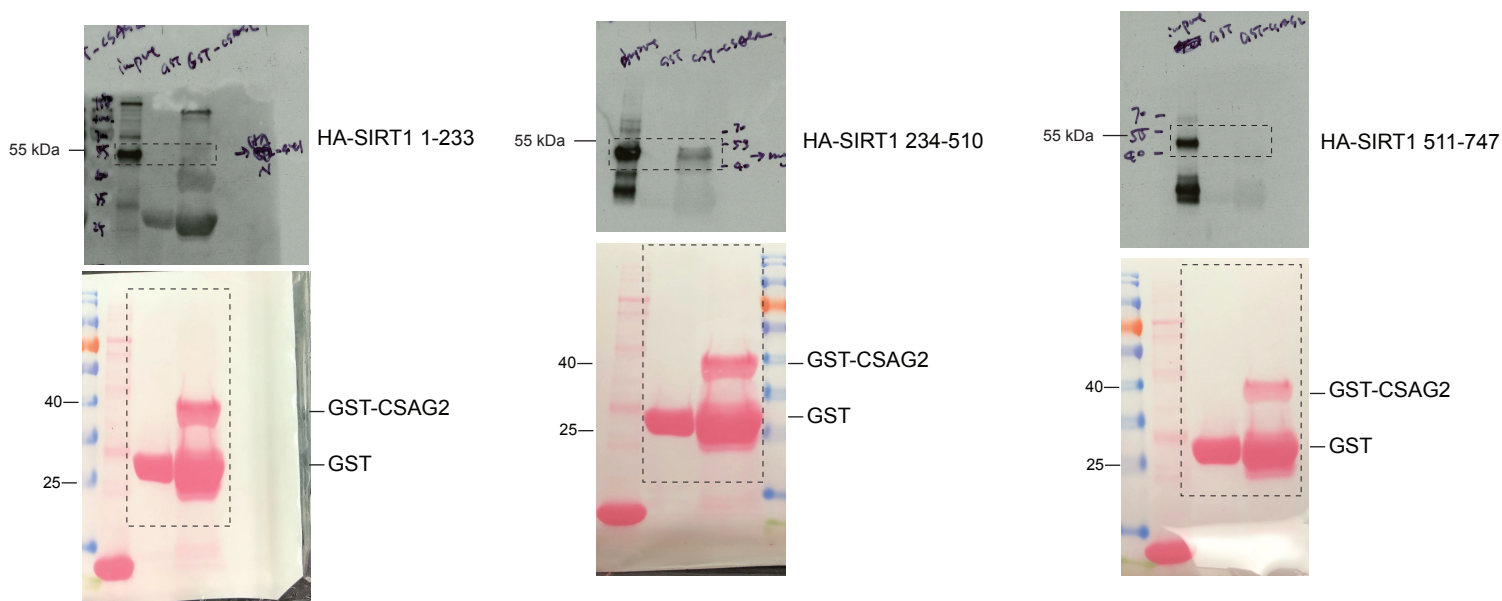 input GST GST-CSAG2
55 kDa
35
25
HA-SIRT1 1-233
40
25
GST-CSAG2
GST
GST GST-CSAG2
55 kDa
70
55
40
HA-SIRT1 234-510
40
25
GST-CSAG2
GST
input
GST GST-CSAG2
55 kDa
70
55
40
HA-SIRT1 511-747
40
25
GST-CSAG2
GST